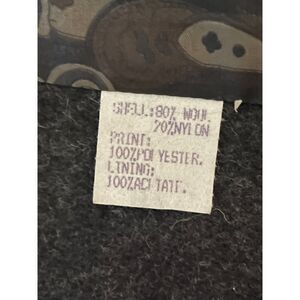 SHELL:80% WOOL
20%NYLON
PRINT:
100%POLYESTER.
LINING:
100%ACETATE.